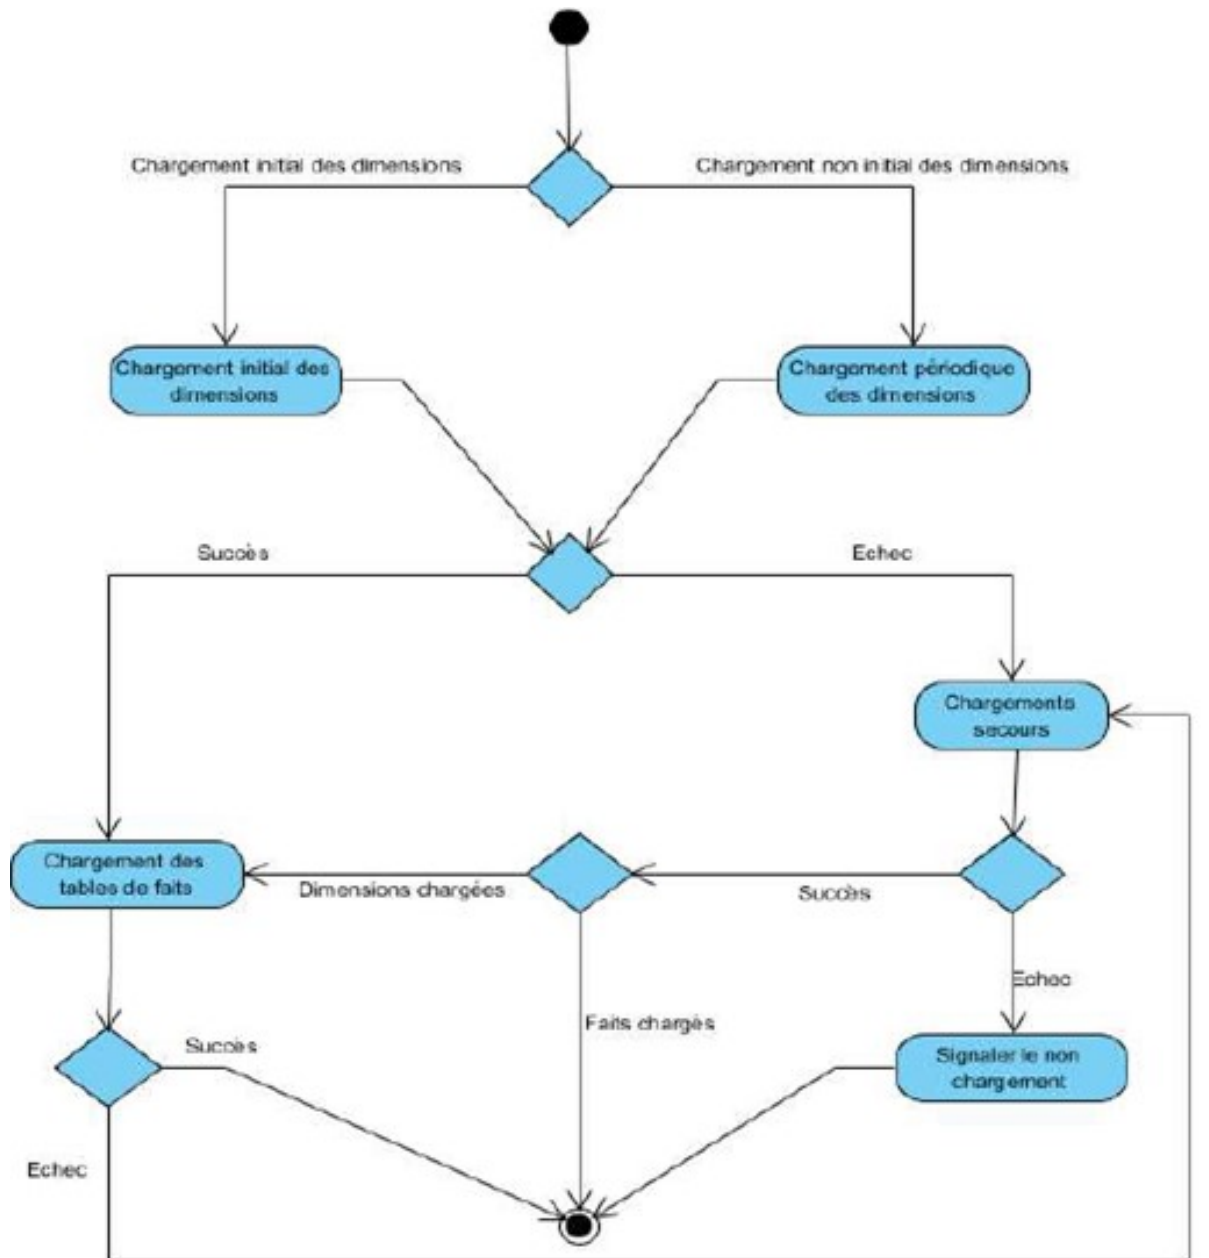 Chargement initial des dimensions
Chargement non initial des dimensions
Chargement initial des
dimensions
Chargement périodique
des dimensions
Succès
Echec
Chargements
secours
Chargement des
tables de faits
Dimensions chargées
Succès
Echec
Faits chargés
Succès
Signaler le non
chargement
Echec